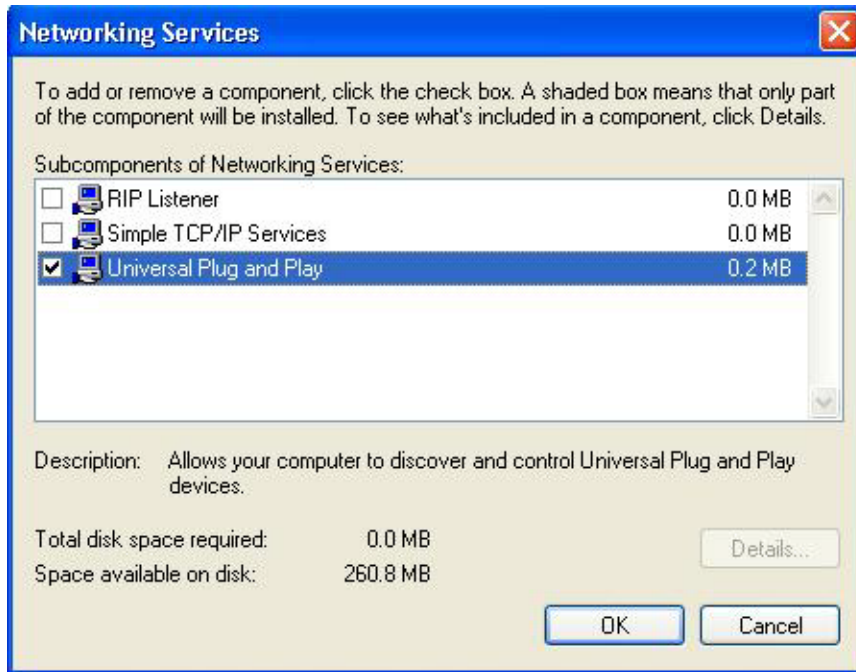 Networking Services
To add or remove a component, click the check box. A shaded box means that only part
of the component will be installed. To see what's included in a component, click Details.
Subcomponents of Networking Services:
RIP Listener 0.0 MB
Simple TCP/IP Services 0.0 MB
Universal Plug and Play 0.2 MB
Description: Allows your computer to discover and control Universal Plug and Play
devices.
Total disk space required: 0.0 MB
Details...
Space available on disk: 260.8 MB
OK Cancel